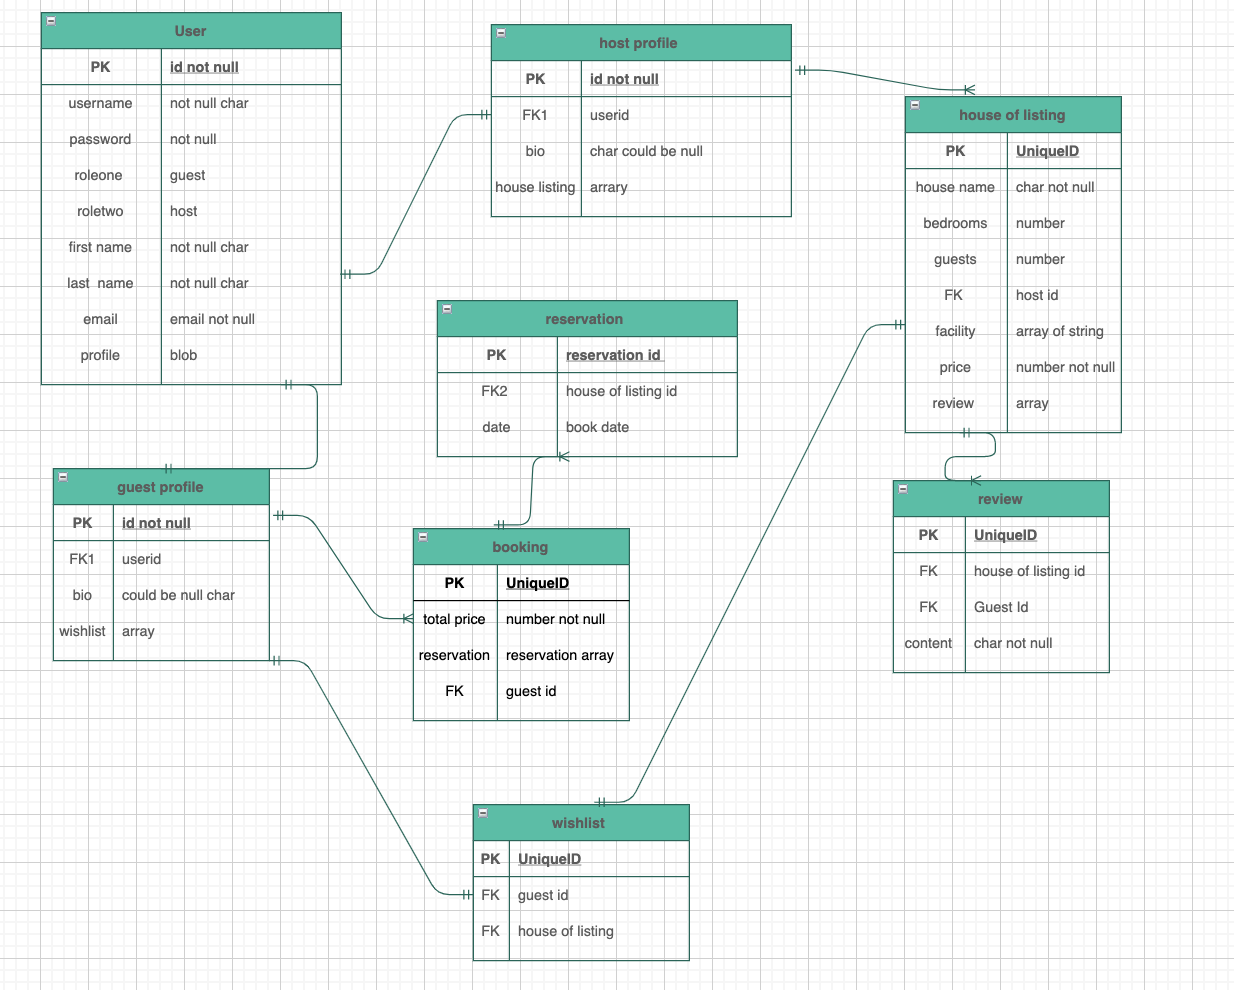 User
PK id not null
username not null char
password not null
roleone guest
roletwo host
first name not null char
last name not null char
email email not null
profile blob
host profile
PK id not null
FK1 userid
bio char could be null
house listing arrary
house of listing
PK UniqueID
house name char not null
bedrooms number
guests number
FK host id
facility array of string
price number not null
review array
reservation
PK reservation id
FK2 house of listing id
date book date
guest profile
PK id not null
FK1 userid
bio could be null char
wishlist array
booking
PK UniqueID
total price number not null
reservation reservation array
FK guest id
review
PK UniqueID
FK house of listing id
FK Guest Id
content char not null
wishlist
PK UniqueID
FK guest id
FK house of listing